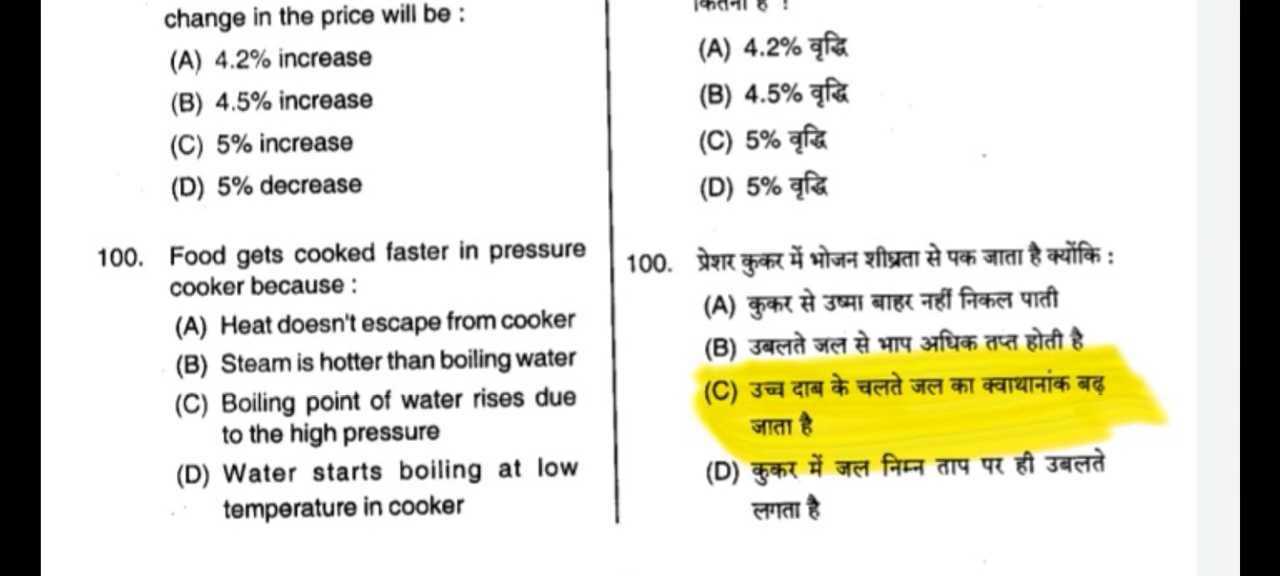 change in the price will be :
(A) 4.2% increase
(B) 4.5% increase
(C) 5% increase
(D) 5% decrease
100. Food gets cooked faster in pressure
cooker because :
(A) Heat doesn't escape from cooker
(B) Steam is hotter than boiling water
(C) Boiling point of water rises due
to the high pressure
(D) Water starts boiling at low
temperature in cooker
(A) 4.2% वृद्धि
(B) 4.5% वृद्धि
(C) 5% वृद्धि
(D) 5% वृद्धि
100. प्रेशर कुकर में भोजन शीघ्रता से पक जाता है क्योंकि :
(A) कुकर से उष्मा बाहर नहीं निकल पाती
(B) उबलते जल से भाप अधिक तप्त होती है
(C) उच्च दाब के चलते जल का क्वाथानांक बढ़
जाता है
(D) कुकर में जल निम्न ताप पर ही उबलते
लगता है